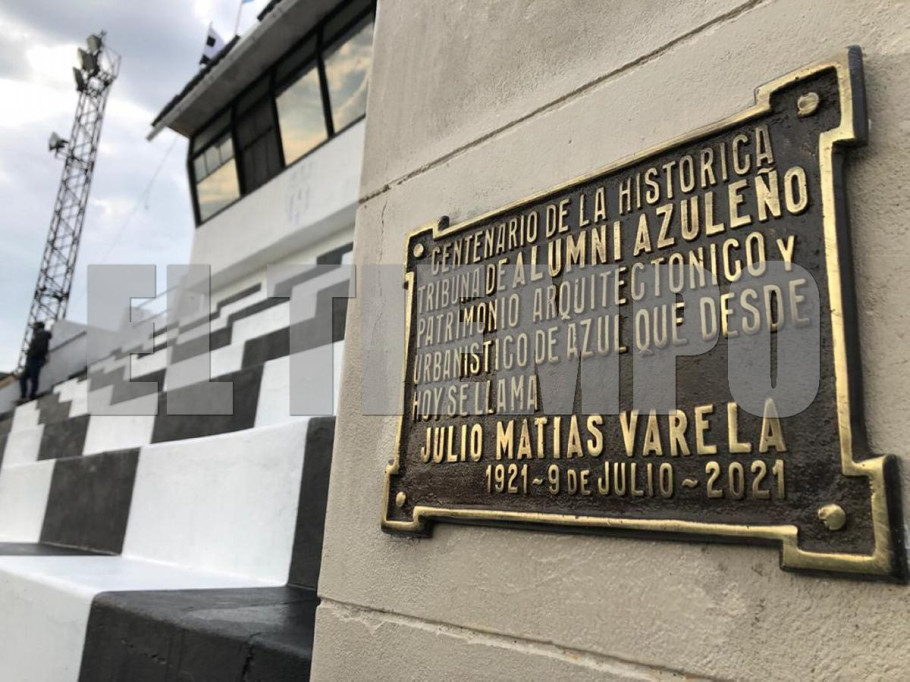 CENTENARIO DE LA HISTORICA
TRIBUNA DE ALUMNI AZULEÑO
PATRIMONIO ARQUITECTONICO Y
URBANISTICO DE AZUL QUE DESDE
HOY SE LLAMA
JULIO MATIAS VARELA
1921~9 DE JULIO~2021
EL TIEMPO